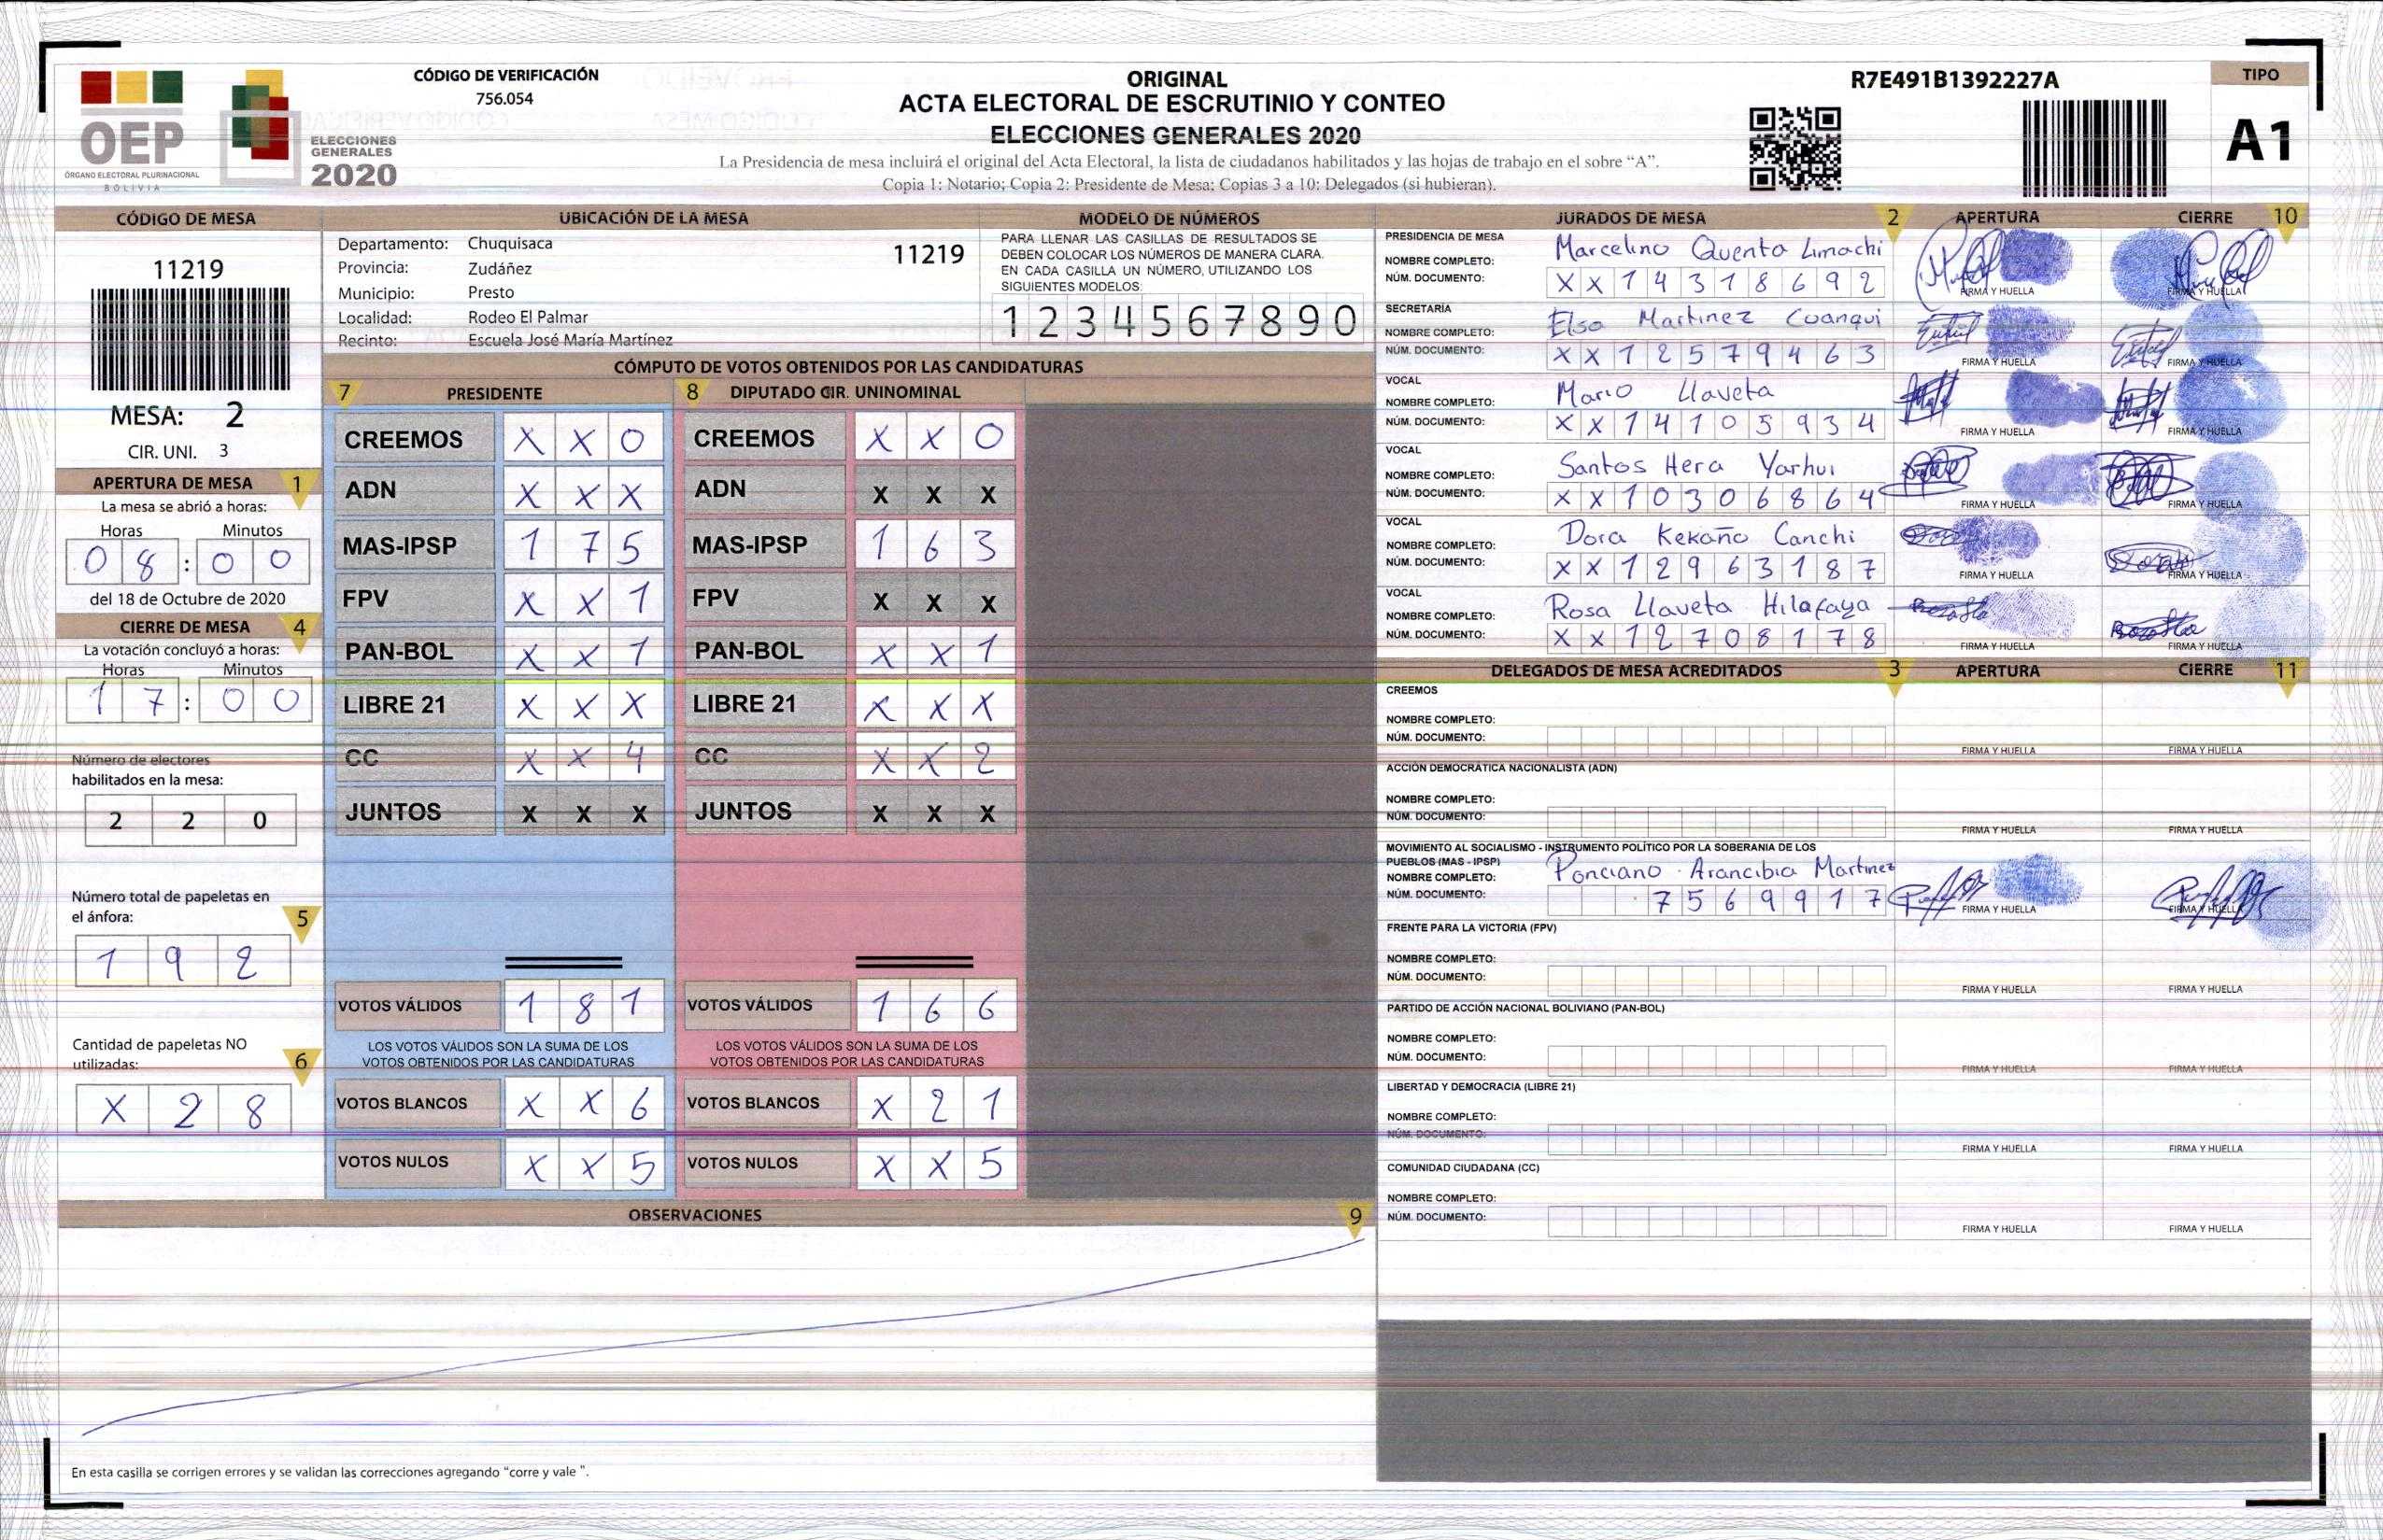 CÓDIGO DE VERIFICACIÓN
756.054
OEP
ÓRGANO ELECTORAL PLURINACIONAL
BOLIVIA
ELECCIONES
GENERALES
2020
ORIGINAL
ACTA ELECTORAL DE ESCRUTINIO Y CONTEO
ELECCIONES GENERALES 2020
La Presidencia de mesa incluirá el original del Acta Electoral, la lista de ciudadanos habilitados y las hojas de trabajo en el sobre “A”.
Copia 1: Notario; Copia 2: Presidente de Mesa; Copias 3 a 10: Delegados (si hubieran).
R7E491B1392227A
TIPO
A1
CÓDIGO DE MESA
11219
MESA: 2
CIR. UNI. 3
APERTURA DE MESA 1
La mesa se abrió a horas:
Horas Minutos
0 8 : 0 0
del 18 de Octubre de 2020
CIERRE DE MESA 4
La votación concluyó a horas:
Horas Minutos
1 7 : 0 0
Número de electores
habilitados en la mesa:
2 2 0
Número total de papeletas en
el ánfora: 5
1 9 2
Cantidad de papeletas NO
utilizadas: 6
X 2 8
UBICACIÓN DE LA MESA
Departamento: Chuquisaca 11219
Provincia: Zudáñez
Municipio: Presto
Localidad: Rodeo El Palmar
Recinto: Escuela José María Martínez
MODELO DE NÚMEROS
PARA LLENAR LAS CASILLAS DE RESULTADOS SE
DEBEN COLOCAR LOS NÚMEROS DE MANERA CLARA.
EN CADA CASILLA UN NÚMERO, UTILIZANDO LOS
SIGUIENTES MODELOS:
1 2 3 4 5 6 7 8 9 0
CÓMPUTO DE VOTOS OBTENIDOS POR LAS CANDIDATURAS
7 PRESIDENTE 8 DIPUTADO CIR. UNINOMINAL
CREEMOS X X 0 CREEMOS X X 0
ADN X X X ADN X X X
MAS-IPSP 1 7 5 MAS-IPSP 1 6 3
FPV X X 1 FPV X X X
PAN-BOL X X 1 PAN-BOL X X 1
LIBRE 21 X X X LIBRE 21 X X X
CC X X 4 CC X X 2
JUNTOS X X X JUNTOS X X X
VOTOS VÁLIDOS 1 8 1 VOTOS VÁLIDOS 1 6 6
LOS VOTOS VÁLIDOS SON LA SUMA DE LOS LOS VOTOS VÁLIDOS SON LA SUMA DE LOS
VOTOS OBTENIDOS POR LAS CANDIDATURAS VOTOS OBTENIDOS POR LAS CANDIDATURAS
VOTOS BLANCOS X X 6 VOTOS BLANCOS X 2 1
VOTOS NULOS X X 5 VOTOS NULOS X X 5
OBSERVACIONES 9
En esta casilla se corrigen errores y se validan las correcciones agregando “corre y vale ”.
JURADOS DE MESA 2 APERTURA CIERRE 10
PRESIDENCIA DE MESA
NOMBRE COMPLETO: Marcelino Quenta Limachi
NÚM. DOCUMENTO: X X 1 4 3 1 8 6 9 2
FIRMA Y HUELLA FIRMA Y HUELLA
SECRETARÍA
NOMBRE COMPLETO: Elsa Martinez Cuanqui
NÚM. DOCUMENTO: X X 1 2 5 7 9 4 6 3
FIRMA Y HUELLA FIRMA Y HUELLA
VOCAL
NOMBRE COMPLETO: Mario Llaveta
NÚM. DOCUMENTO: X X 1 4 1 0 5 9 3 4
FIRMA Y HUELLA FIRMA Y HUELLA
VOCAL
NOMBRE COMPLETO: Santos Hera Yarhui
NÚM. DOCUMENTO: X X 1 0 3 0 6 8 6 4
FIRMA Y HUELLA FIRMA Y HUELLA
VOCAL
NOMBRE COMPLETO: Dora Kekaño Canchi
NÚM. DOCUMENTO: X X 1 2 9 6 3 1 8 7
FIRMA Y HUELLA FIRMA Y HUELLA
VOCAL
NOMBRE COMPLETO: Rosa Llaveta Hilafaya
NÚM. DOCUMENTO: X X 1 2 7 0 8 1 7 8
FIRMA Y HUELLA FIRMA Y HUELLA
DELEGADOS DE MESA ACREDITADOS 3 APERTURA CIERRE 11
CREEMOS
NOMBRE COMPLETO:
NÚM. DOCUMENTO:
FIRMA Y HUELLA FIRMA Y HUELLA
ACCIÓN DEMOCRÁTICA NACIONALISTA (ADN)
NOMBRE COMPLETO:
NÚM. DOCUMENTO:
FIRMA Y HUELLA FIRMA Y HUELLA
MOVIMIENTO AL SOCIALISMO - INSTRUMENTO POLÍTICO POR LA SOBERANIA DE LOS
PUEBLOS (MAS - IPSP)
NOMBRE COMPLETO: Ponciano Arancibia Martinez
NÚM. DOCUMENTO: 7 5 6 9 9 1 7
FIRMA Y HUELLA FIRMA Y HUELLA
FRENTE PARA LA VICTORIA (FPV)
NOMBRE COMPLETO:
NÚM. DOCUMENTO:
FIRMA Y HUELLA FIRMA Y HUELLA
PARTIDO DE ACCIÓN NACIONAL BOLIVIANO (PAN-BOL)
NOMBRE COMPLETO:
NÚM. DOCUMENTO:
FIRMA Y HUELLA FIRMA Y HUELLA
LIBERTAD Y DEMOCRACIA (LIBRE 21)
NOMBRE COMPLETO:
NÚM. DOCUMENTO:
FIRMA Y HUELLA FIRMA Y HUELLA
COMUNIDAD CIUDADANA (CC)
NOMBRE COMPLETO:
NÚM. DOCUMENTO:
FIRMA Y HUELLA FIRMA Y HUELLA